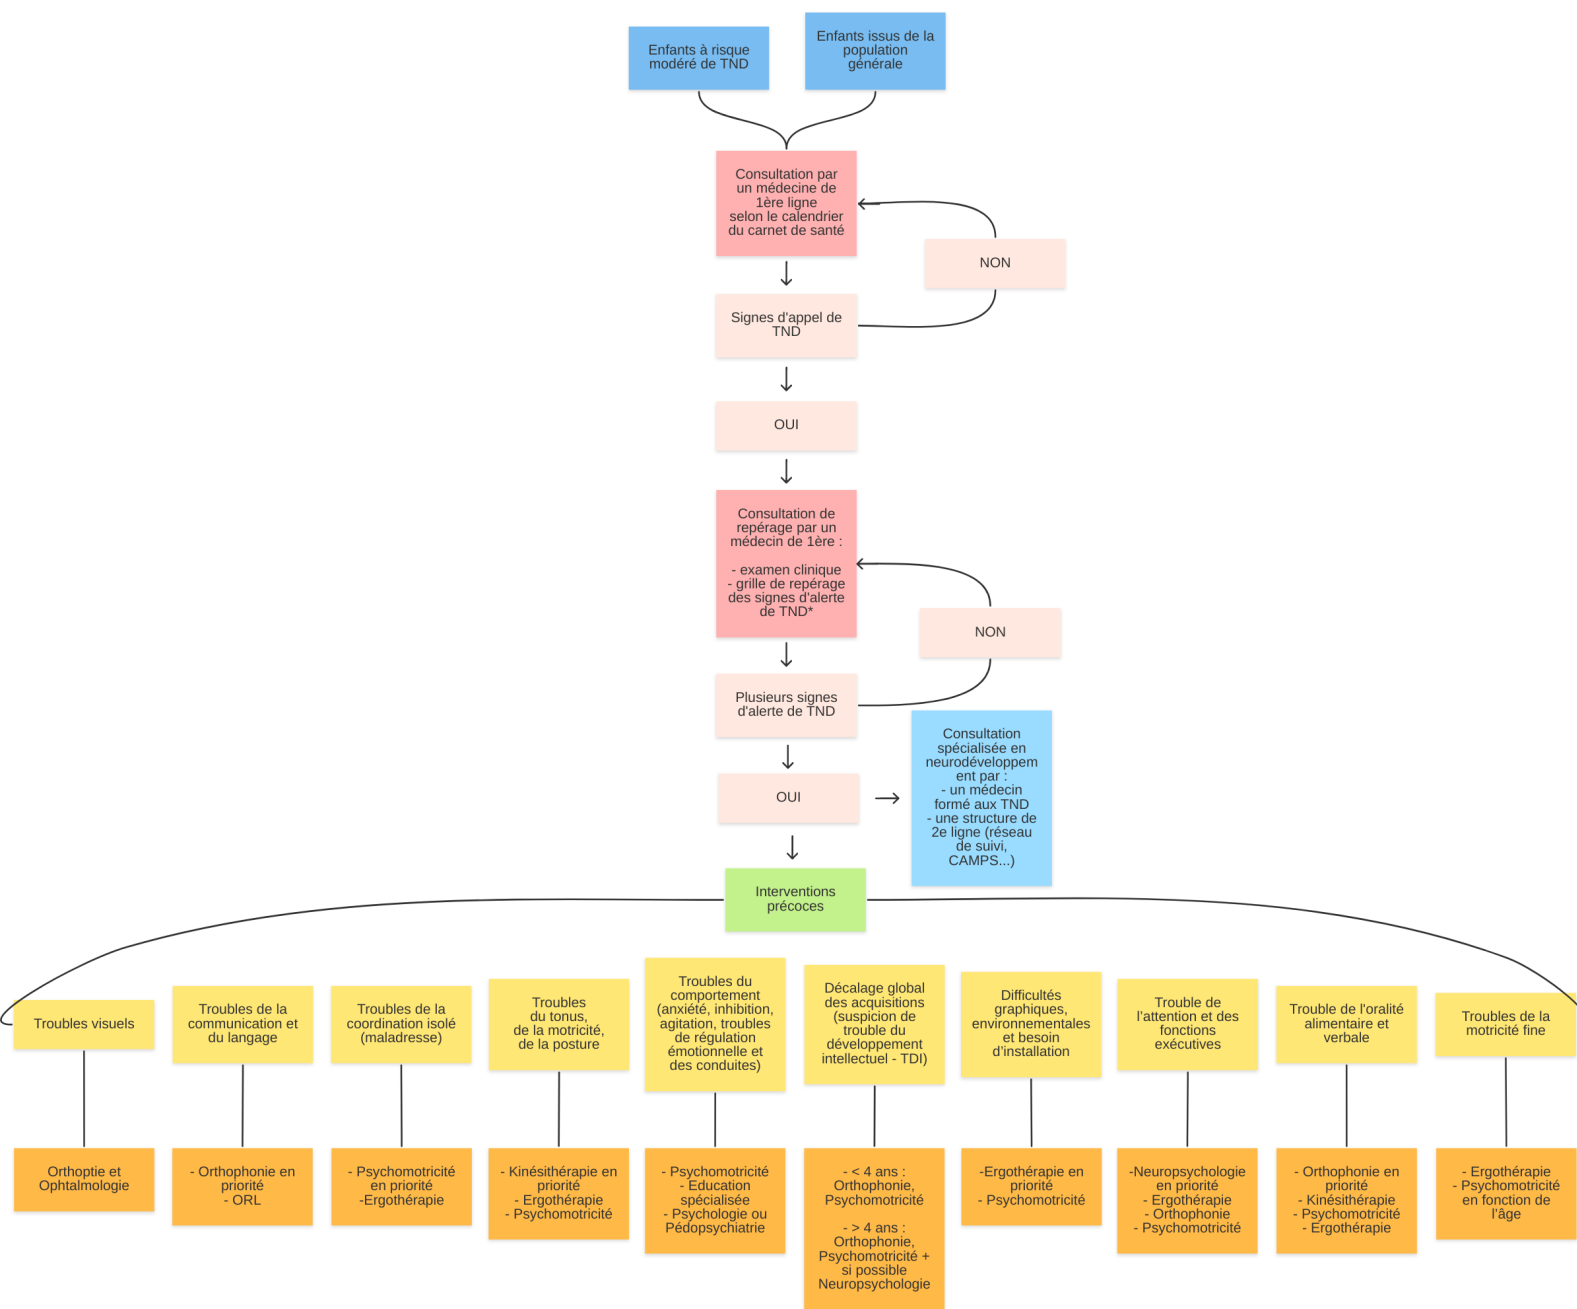 Enfants à risque
modéré de TND
Enfants issus de la
population
générale
Consultation par
un médecine de
1ère ligne
selon le calendrier
du carnet de santé
NON
Signes d'appel de
TND
OUI
Consultation de
repérage par un
médecin de 1ère :
- examen clinique
- grille de repérage
des signes d'alerte
de TND*
NON
Plusieurs signes
d'alerte de TND
Consultation
spécialisée en
neurodéveloppem
ent par :
- un médecin
formé aux TND
- une structure de
2e ligne (réseau
de suivi,
CAMPS...)
OUI
Interventions
précoces
Troubles visuels
Troubles de la
communication et
du langage
Troubles de la
coordination isolé
(maladresse)
Troubles
du tonus,
de la motricité,
de la posture
Troubles du
comportement
(anxiété, inhibition,
agitation, troubles
de régulation
émotionnelle et
des conduites)
Décalage global
des acquisitions
(suspicion de
trouble du
développement
intellectuel - TDI)
Difficultés
graphiques,
environnementales
et besoin
d'installation
Trouble de
l'attention et des
fonctions
exécutives
Trouble de l'oralité
alimentaire et
verbale
Troubles de la
motricité fine
Orthoptie et
Ophtalmologie
- Orthophonie en
priorité
- ORL
- Psychomotricité
en priorité
-Ergothérapie
- Kinésithérapie en
priorité
- Ergothérapie
- Psychomotricité
- Psychomotricité
- Education
spécialisée
- Psychologie ou
Pédopsychiatrie
- < 4 ans :
Orthophonie,
Psychomotricité
- > 4 ans :
Orthophonie,
Psychomotricité +
si possible
Neuropsychologie
-Ergothérapie en
priorité
- Psychomotricité
-Neuropsychologie
en priorité
- Ergothérapie
- Orthophonie
- Psychomotricité
- Orthophonie en
priorité
- Kinésithérapie
- Psychomotricité
- Ergothérapie
- Ergothérapie
- Psychomotricité
en fonction de
l'âge